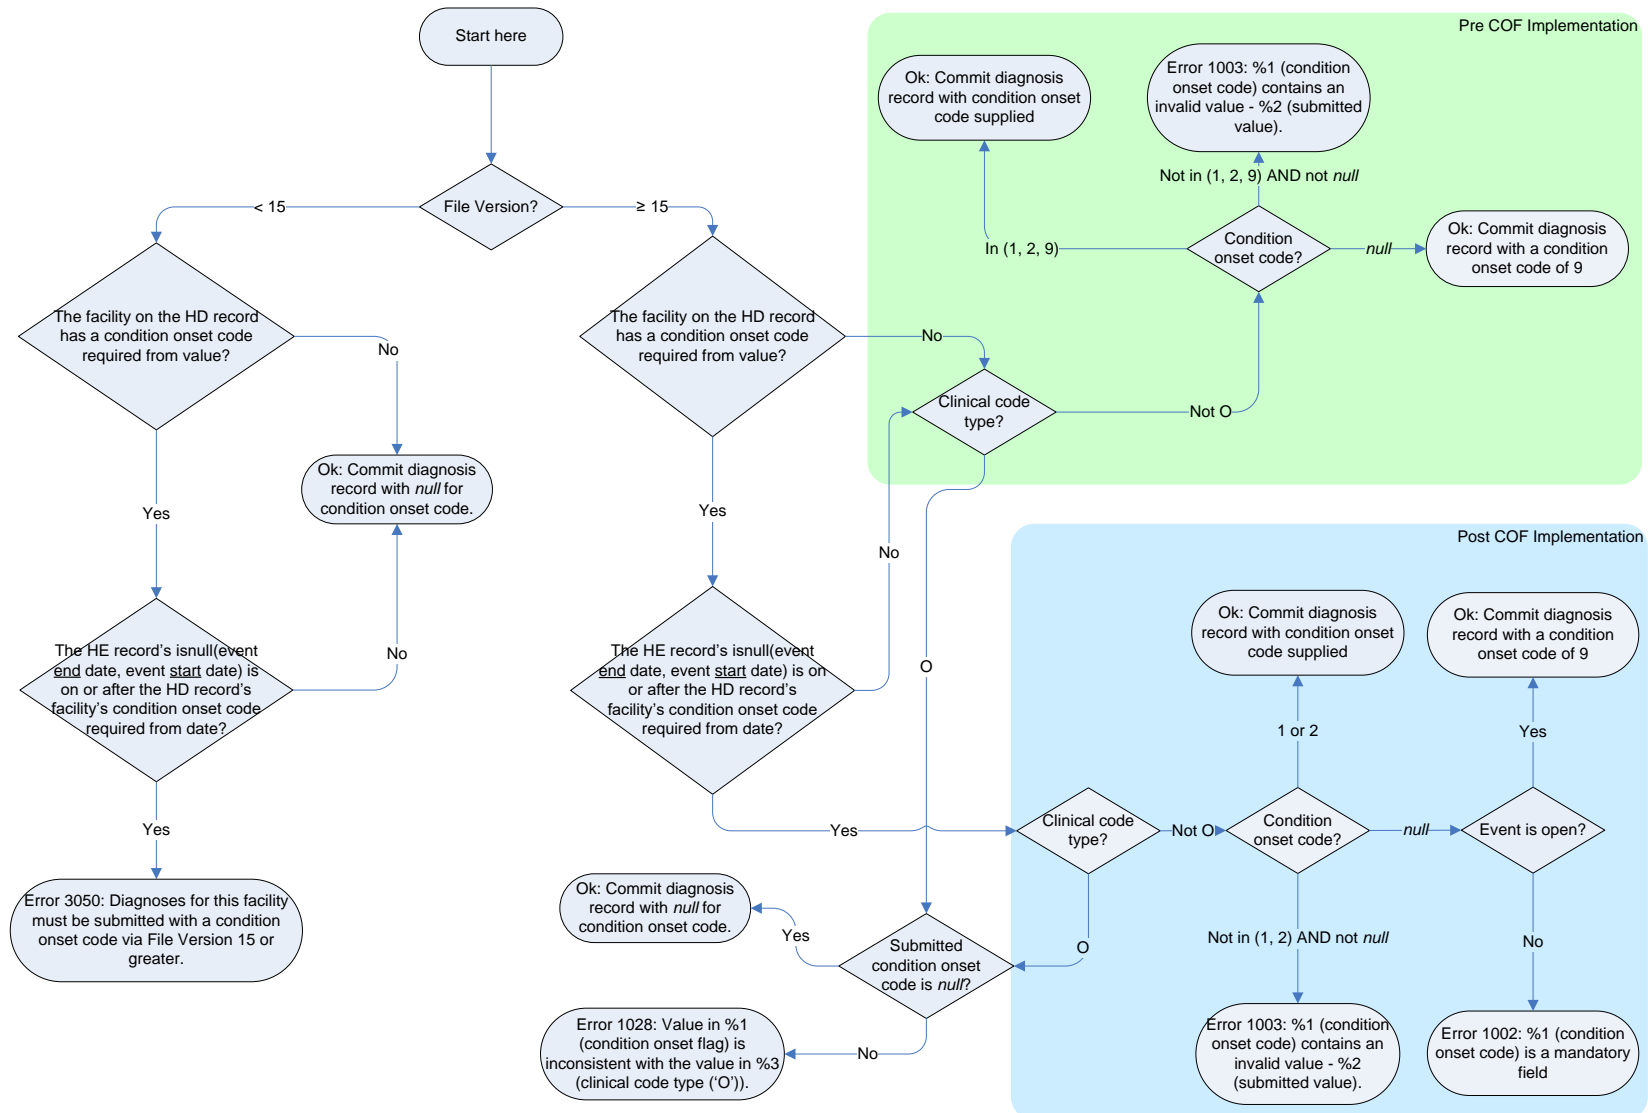 Start here
Pre COF Implementation
Ok: Commit diagnosis
record with condition onset
code supplied
Error 1003: %1 (condition
onset code) contains an
invalid value - %2 (submitted
value).
Not in (1, 2, 9) AND not null
File Version?
< 15
≥ 15
In (1, 2, 9)
Condition
onset code?
null
Ok: Commit diagnosis
record with a condition
onset code of 9
The facility on the HD record
has a condition onset code
required from value?
No
The facility on the HD record
has a condition onset code
required from value?
No
Clinical code
type?
Not O
Ok: Commit diagnosis
record with null for
condition onset code.
Yes
Yes
No
O
Post COF Implementation
The HE record's isnull(event
end date, event start date) is
on or after the HD record's
facility's condition onset code
required from date?
No
The HE record's isnull(event
end date, event start date) is on
or after the HD record's
facility's condition onset code
required from date?
Ok: Commit diagnosis
record with condition onset
code supplied
Ok: Commit diagnosis
record with a condition
onset code of 9
1 or 2
Yes
Yes
Yes
Clinical code
type?
Not O
Condition
onset code?
null
Event is open?
Error 3050: Diagnoses for this facility
must be submitted with a condition
onset code via File Version 15 or
greater.
Ok: Commit diagnosis
record with null for
condition onset code.
Yes
Submitted
condition onset
code is null?
O
Not in (1, 2) AND not null
No
Error 1028: Value in %1
(condition onset flag) is
inconsistent with the value in %3
(clinical code type (‘O’)).
No
Error 1003: %1 (condition
onset code) contains an
invalid value - %2
(submitted value).
Error 1002: %1 (condition
onset code) is a mandatory
field